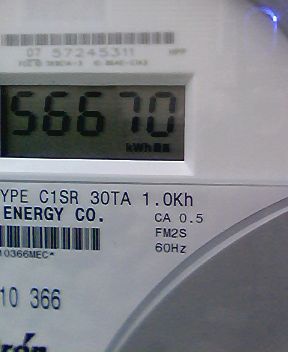 07 57245311
56670
kWh
YPE C1SR 30TA 1.0Kh
ENERGY CO.
CA 0.5
FM2S
60Hz
10366MEC*
10 366